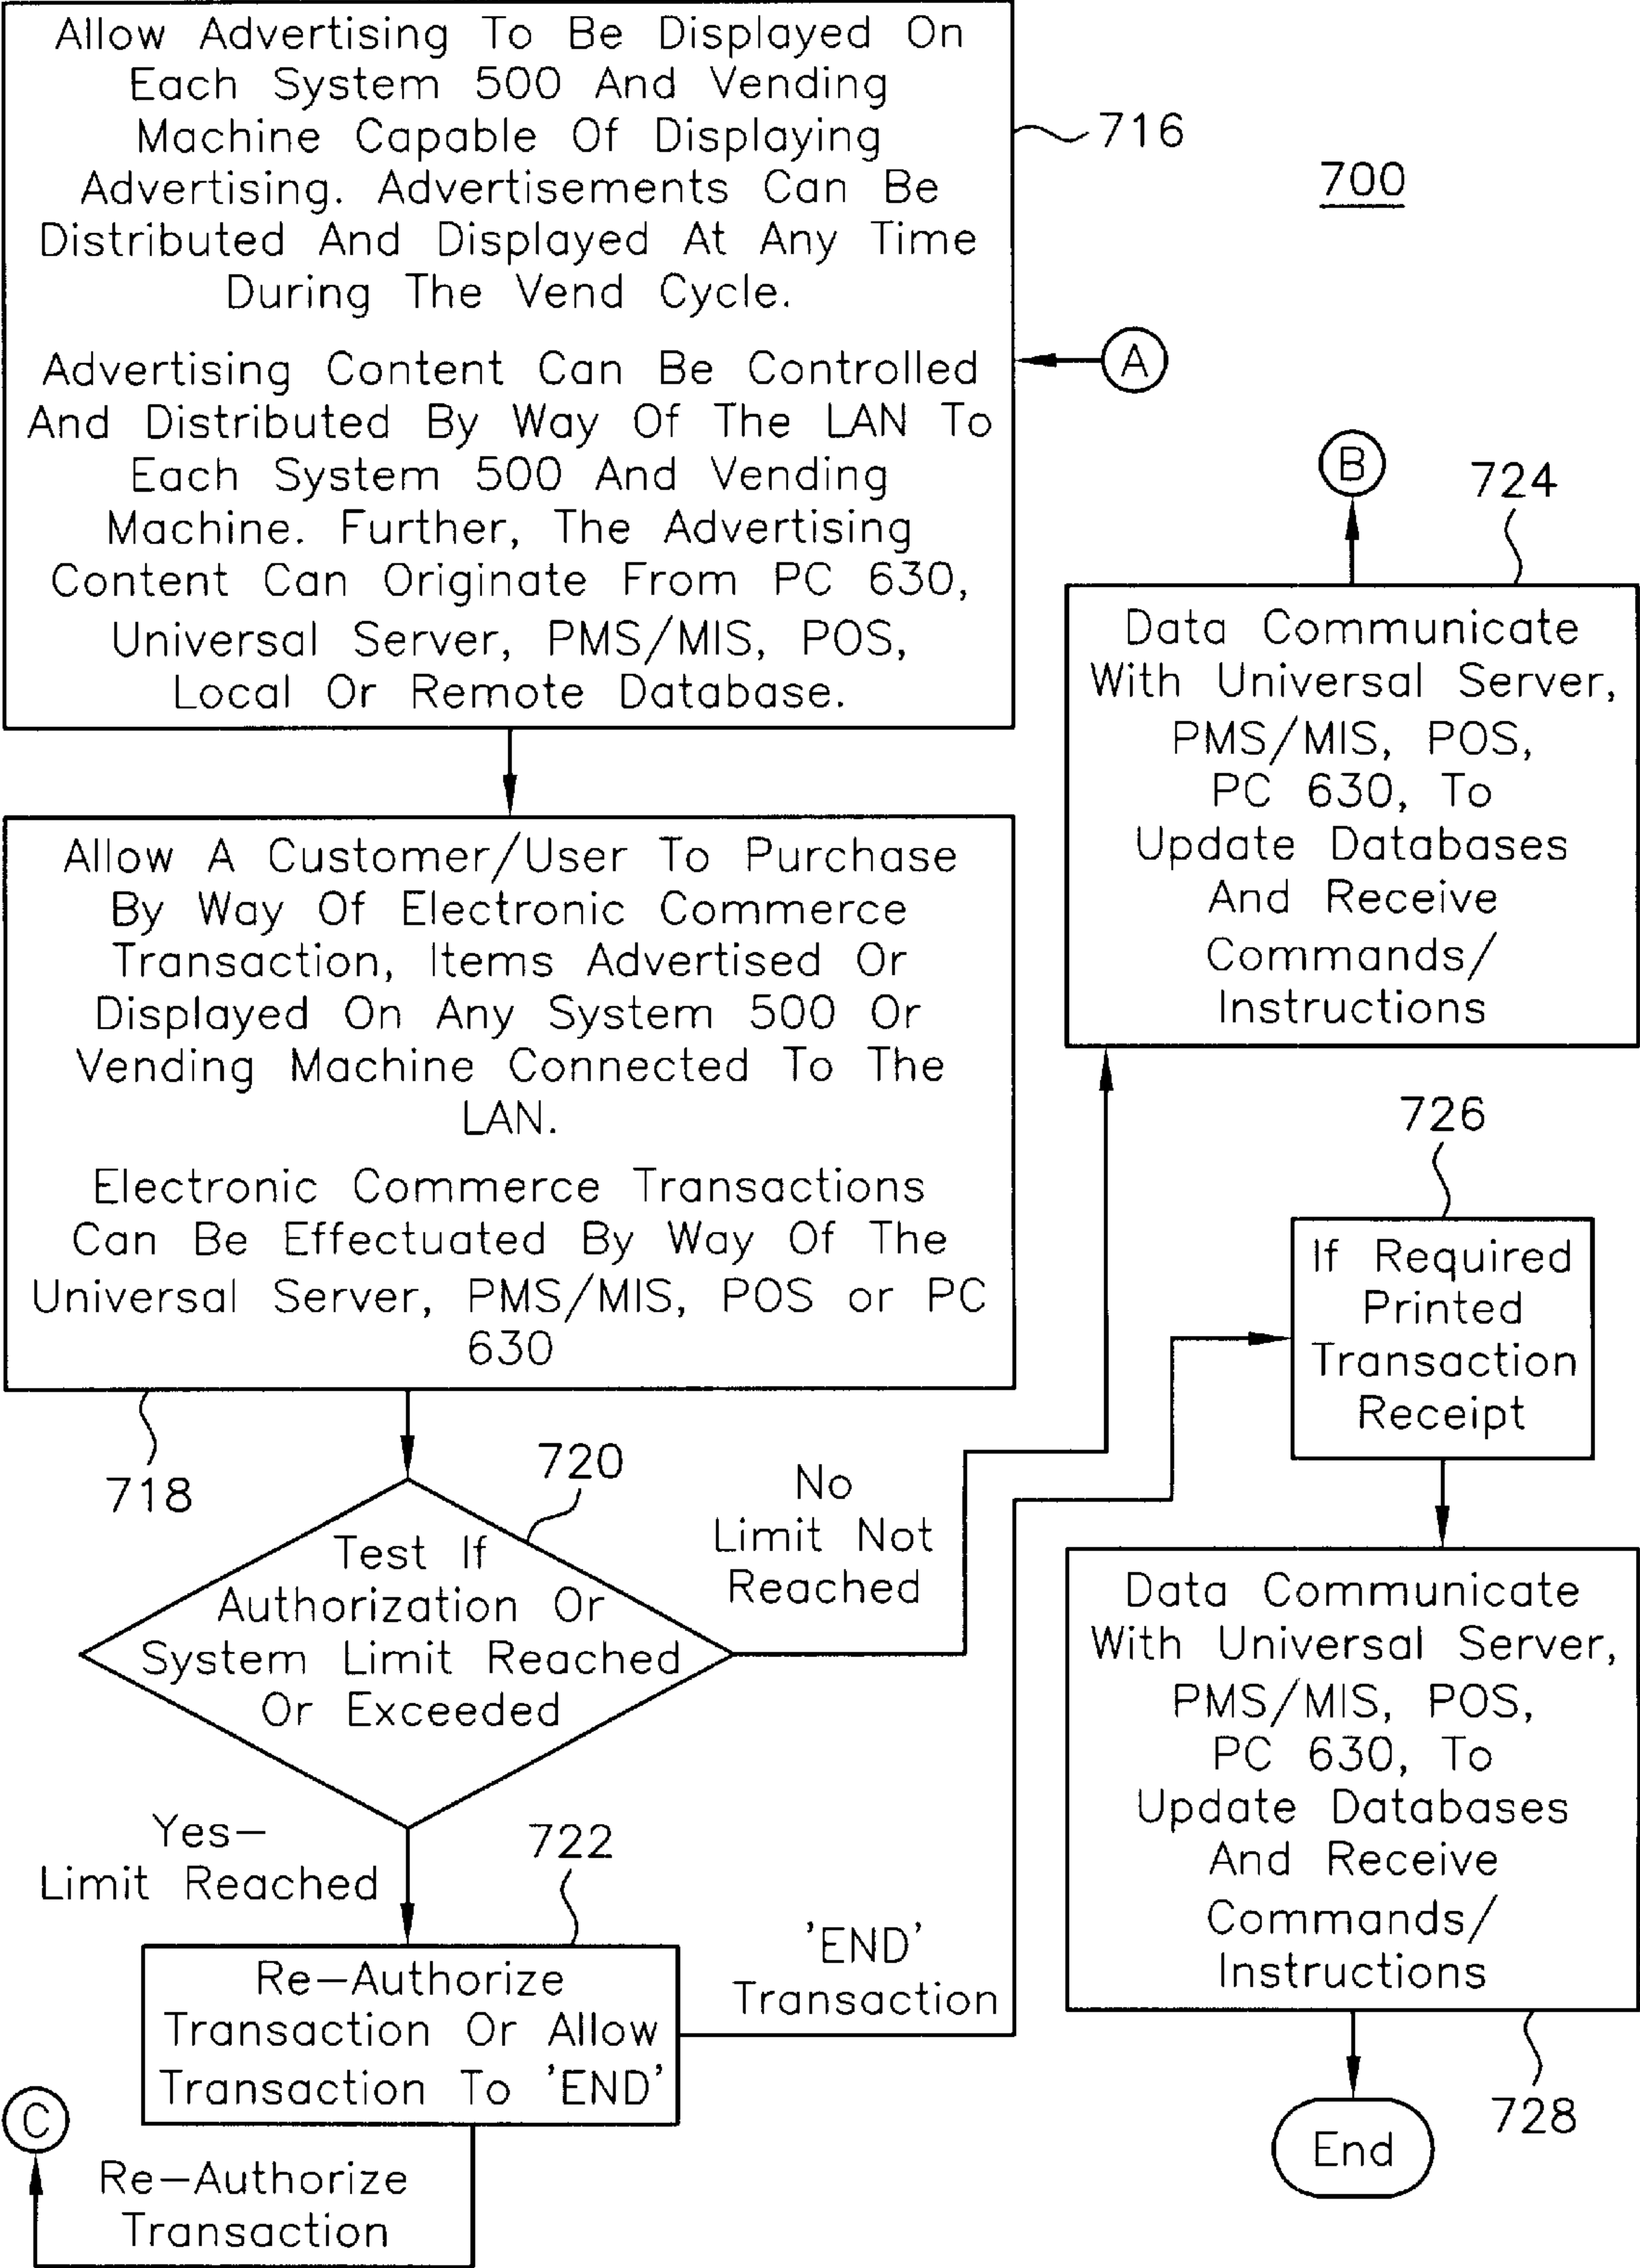 Allow Advertising To Be Displayed On
Each System 500 And Vending
Machine Capable Of Displaying
Advertising. Advertisements Can Be
Distributed And Displayed At Any Time
During The Vend Cycle.
Advertising Content Can Be Controlled
And Distributed By Way Of The LAN To
Each System 500 And Vending
Machine. Further, The Advertising
Content Can Originate From PC 630,
Universal Server, PMS/MIS, POS,
Local Or Remote Database.
716
700
A
Allow A Customer/User To Purchase
By Way Of Electronic Commerce
Transaction, Items Advertised Or
Displayed On Any System 500 Or
Vending Machine Connected To The
LAN.
Electronic Commerce Transactions
Can Be Effectuated By Way Of The
Universal Server, PMS/MIS, POS or PC
630
718
720
Test If
Authorization Or
System Limit Reached
Or Exceeded
No
Limit Not
Reached
Yes–
Limit Reached
722
Re–Authorize
Transaction Or Allow
Transaction To 'END'
'END'
Transaction
C
Re–Authorize
Transaction
B
724
Data Communicate
With Universal Server,
PMS/MIS, POS,
PC 630, To
Update Databases
And Receive
Commands/
Instructions
726
If Required
Printed
Transaction
Receipt
Data Communicate
With Universal Server,
PMS/MIS, POS,
PC 630, To
Update Databases
And Receive
Commands/
Instructions
728
End